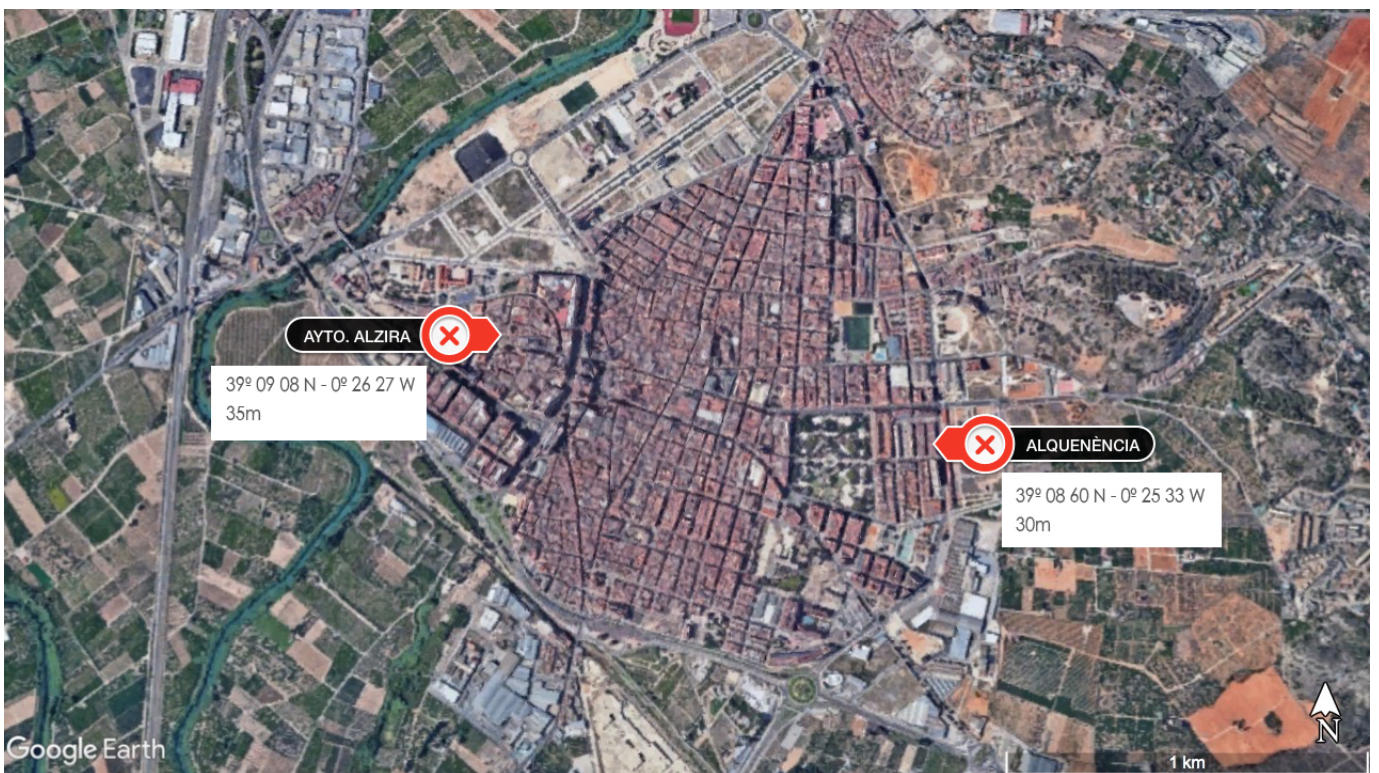 AYTO. ALZIRA
39º 09 08 N - 0º 26 27 W
35m
ALQUENÈNCIA
39º 08 60 N - 0º 25 33 W
30m
N
Google Earth
1 km